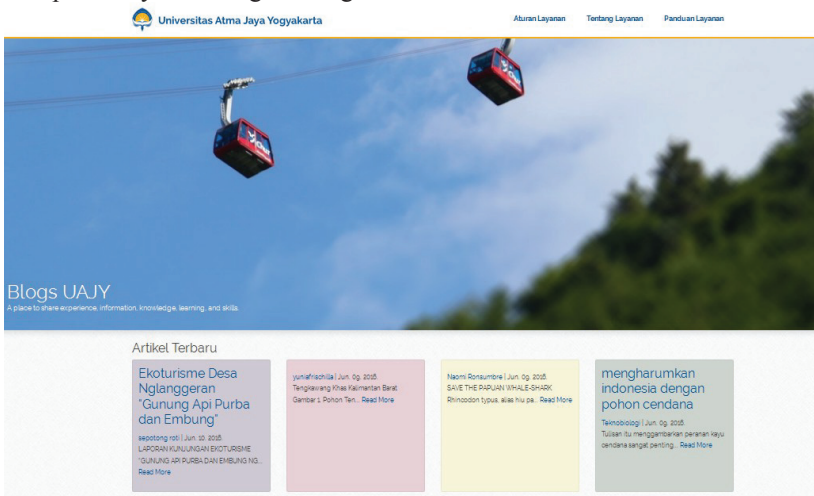 Universitas Atma Jaya Yogyakarta
Aturan Layanan Tentang Layanan Panduan Layanan
Blogs UAJY
A place to share experience, information, knowledge, learning, and skills.
Artikel Terbaru
Ekoturisme Desa
Nglanggeran
"Gunung Api Purba
dan Embung"
sepotong roti | Jun. 10, 2016.
LAPORAN KUNJUNGAN EKOTURISME
"GUNUNG API PURBA DAN EMBUNG NG...
Read More
yuniafrischilla | Jun. 09, 2016.
Tengkawang Khas Kalimantan Barat
Gambar 1. Pohon Ten... Read More
Naomi Ronsumbre | Jun. 09, 2016.
SAVE THE PAPUAN WHALE-SHARK
Rhincodon typus, alias hiu pa... Read More
mengharumkan
indonesia dengan
pohon cendana
Teknobiologi | Jun. 09, 2016.
Tulisan itu menggambarkan peranan kayu
cendana sangat penting... Read More